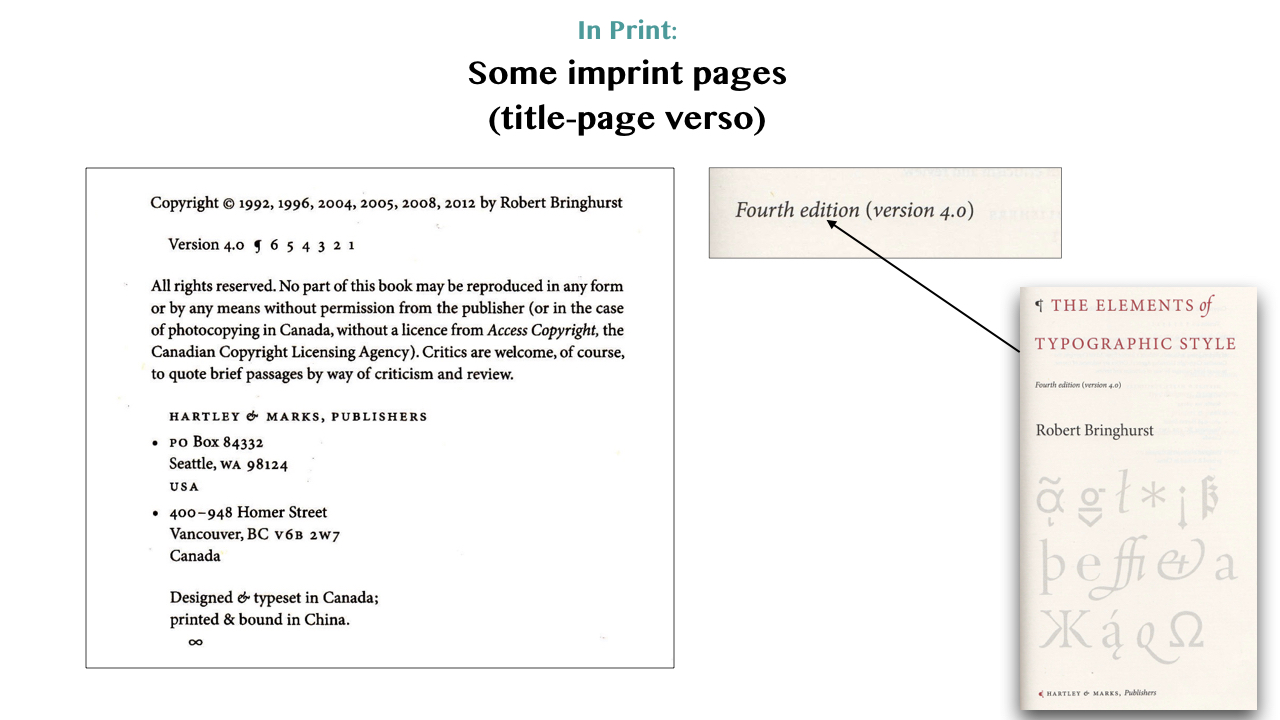 In Print:
Some imprint pages
(title-page verso)
Copyright © 1992, 1996, 2004, 2005, 2008, 2012 by Robert Bringhurst
Version 4.0 ¶ 6 5 4 3 2 1
All rights reserved. No part of this book may be reproduced in any form
or by any means without permission from the publisher (or in the case
of photocopying in Canada, without a licence from Access Copyright, the
Canadian Copyright Licensing Agency). Critics are welcome, of course,
to quote brief passages by way of criticism and review.
HARTLEY & MARKS, PUBLISHERS
• PO Box 84332
Seattle, WA 98124
USA
• 400–948 Homer Street
Vancouver, BC V6B 2W7
Canada
Designed & typeset in Canada;
printed & bound in China.
∞
Fourth edition (version 4.0)
¶ THE ELEMENTS of
TYPOGRAPHIC STYLE
Fourth edition (version 4.0)
Robert Bringhurst
þ e ffi & a
Ж ą́ Q Ω
¶ HARTLEY & MARKS, Publishers